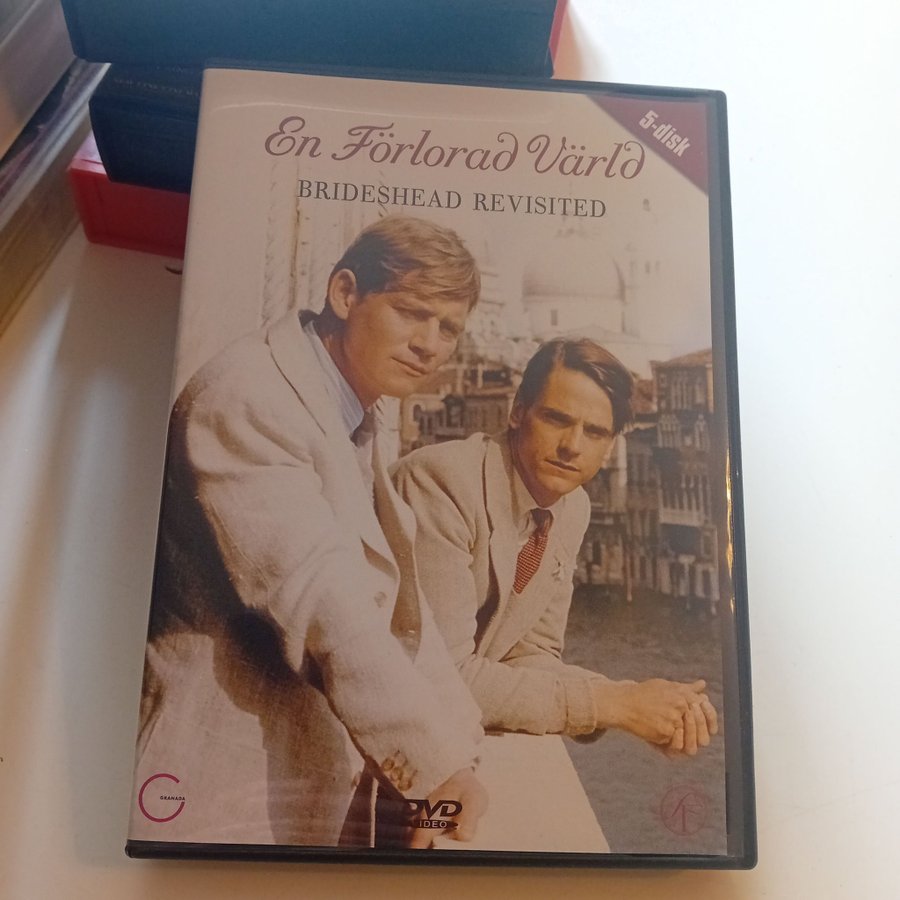 5-disk
En Förlorad Värld
BRIDESHEAD REVISITED
GRANADA
DVD
VIDEO